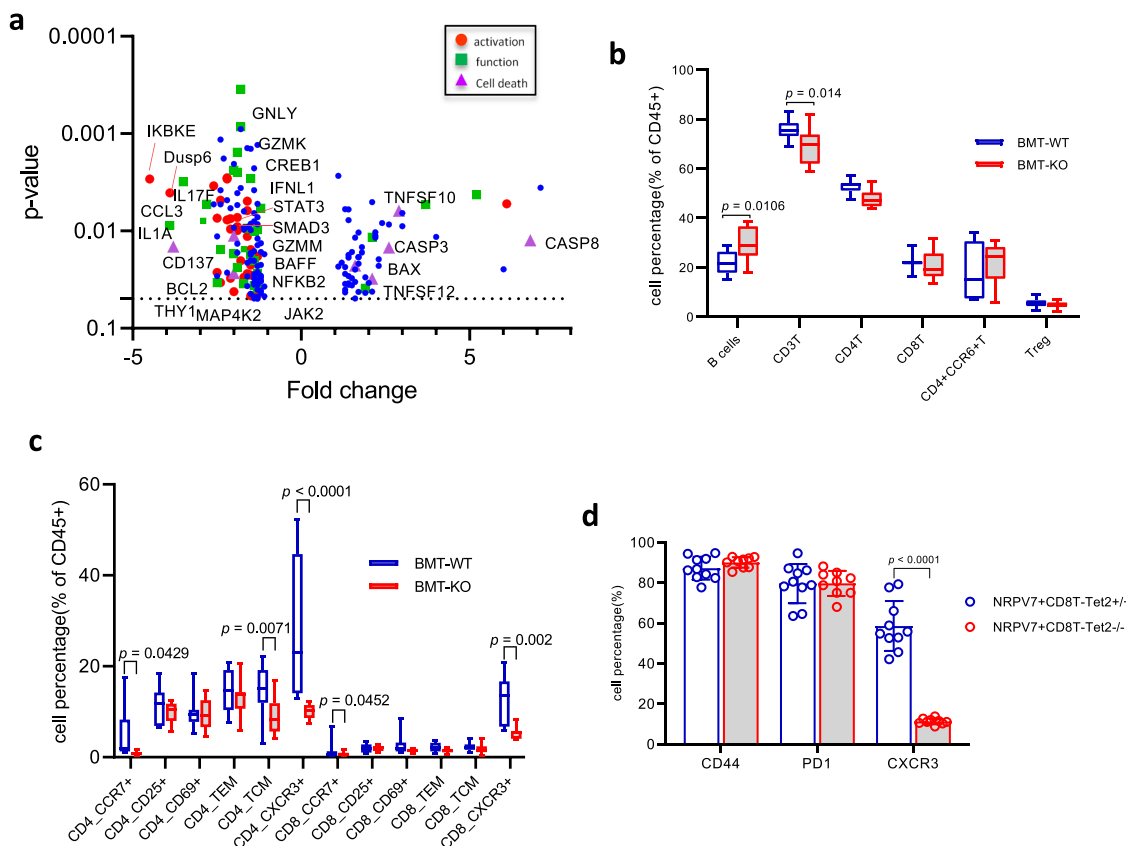 a
0.0001
0.001
0.01
0.1
p-value
-5
0
5
Fold change
activation
function
Cell death
GNLY
IKBKE
GZMK
Dusp6
CREB1
IL17F
IFNL1
TNFSF10
CCL3
STAT3
IL1A
SMAD3
CASP3
CASP8
GZMM
CD137
BAFF
BAX
BCL2
NFKB2
TNFSF12
THY1
MAP4K2
JAK2
b
100
80
60
40
20
0
cell percentage(% of CD45+)
p = 0.014
p = 0.0106
BMT-WT
BMT-KO
B cells
CD3T
CD4T
CD8T
CD4+CCR6+T
Treg
c
60
40
20
0
cell percentage(% of CD45+)
p < 0.0001
p = 0.0071
p = 0.0429
p = 0.0452
p = 0.002
BMT-WT
BMT-KO
CD4_CCR7+
CD4_CD25+
CD4_CD69+
CD4_TEM
CD4_TCM
CD4_CXCR3+
CD8_CCR7+
CD8_CD25+
CD8_CD69+
CD8_TEM
CD8_TCM
CD8_CXCR3+
d
100
80
60
40
20
0
cell percentage(%)
p < 0.0001
NRPV7+CD8T-Tet2+/-
NRPV7+CD8T-Tet2-/-
CD44
PD1
CXCR3